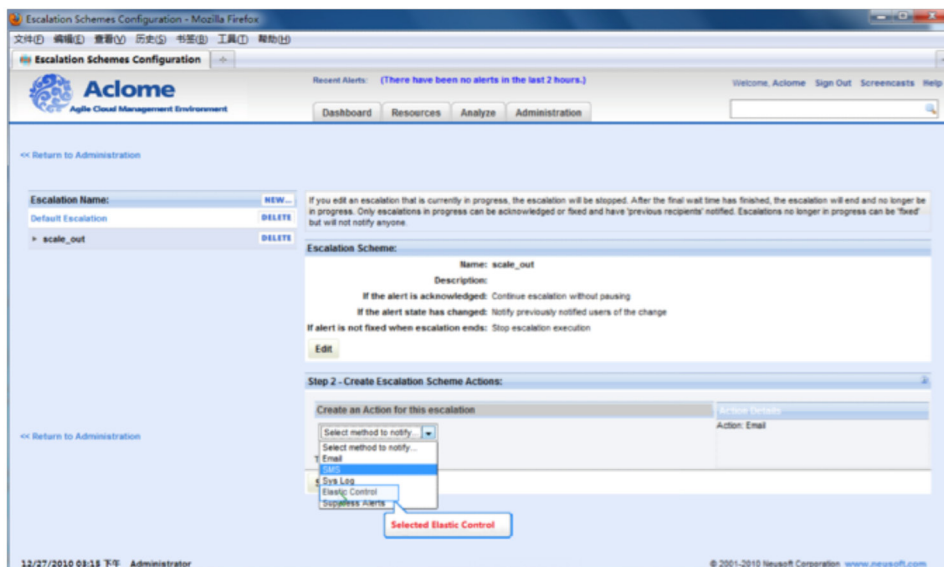 Escalation Schemes Configuration - Mozilla Firefox
文件(F) 编辑(E) 查看(V) 历史(S) 书签(B) 工具(T) 帮助(H)
Escalation Schemes Configuration
Aclome
Agile Cloud Management Environment
Recent Alerts: (There have been no alerts in the last 2 hours.)
Welcome, Aclome Sign Out Screencasts Help
Dashboard Resources Analyze Administration
<< Return to Administration
Escalation Name: NEW...
Default Escalation DELETE
scale_out DELETE
If you edit an escalation that is currently in progress, the escalation will be stopped. After the final wait time has finished, the escalation will end and no longer be
in progress. Only escalations in progress can be acknowledged or fixed and have 'previous recipients' notified. Escalations no longer in progress can be 'fixed'
but will not notify anyone.
Escalation Scheme:
Name: scale_out
Description:
If the alert is acknowledged: Continue escalation without pausing
If the alert state has changed: Notify previously notified users of the change
If alert is not fixed when escalation ends: Stop escalation execution
Edit
Step 2 - Create Escalation Scheme Actions:
Create an Action for this escalation
Action Details
Select method to notify...
Action: Email
Select method to notify...
Email
SMS
Sys Log
Elastic Control
Suppress Alerts
Selected Elastic Control
<< Return to Administration
12/27/2010 03:15 下午 Administrator
© 2001-2010 Neusoft Corporation www.neusoft.com